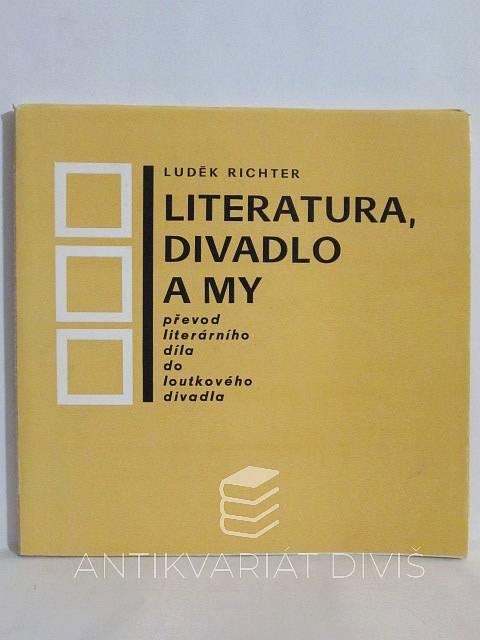 LUDĚK RICHTER
LITERATURA,
DIVADLO
A MY
převod
literárního
díla
do
loutkového
divadla
ANTIKVARIÁT DIVIŠ